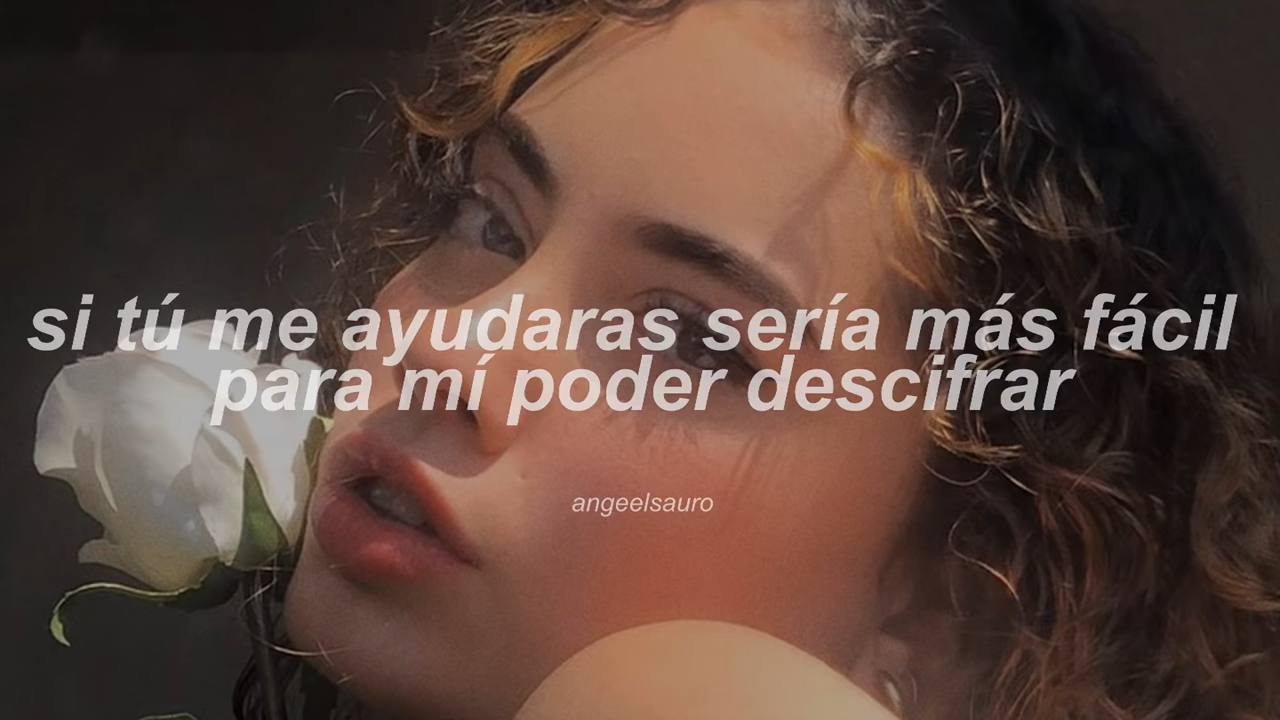 si tú me ayudaras sería más fácil
para mí poder descifrar
angeelsauro